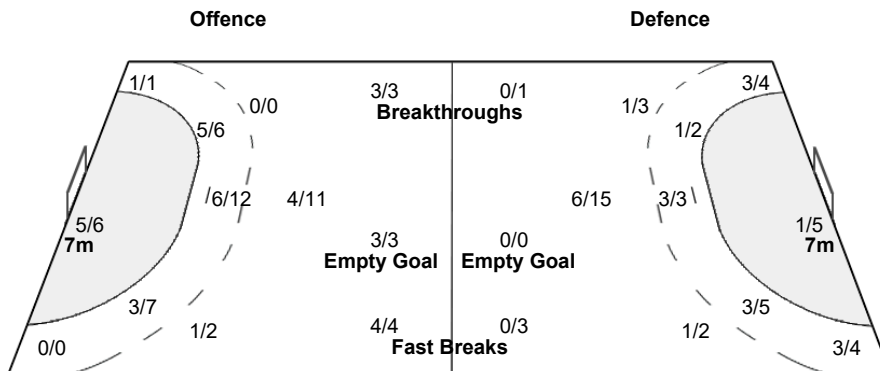 Offence Defence
1/1 3/3 0/1 3/4
0/0 1/3
Breakthroughs
5/6 1/2
6/12 4/11 6/15 3/3
5/6 1/5
7m 7m
3/3 0/0
Empty Goal Empty Goal
3/7 3/5
1/2 4/4 0/3 1/2
0/0 Fast Breaks 3/4